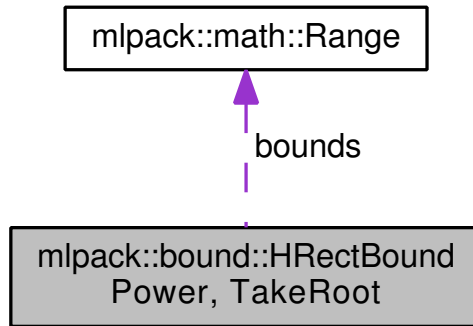 mlpack::math::Range
bounds
mlpack::bound::HRectBound
Power, TakeRoot